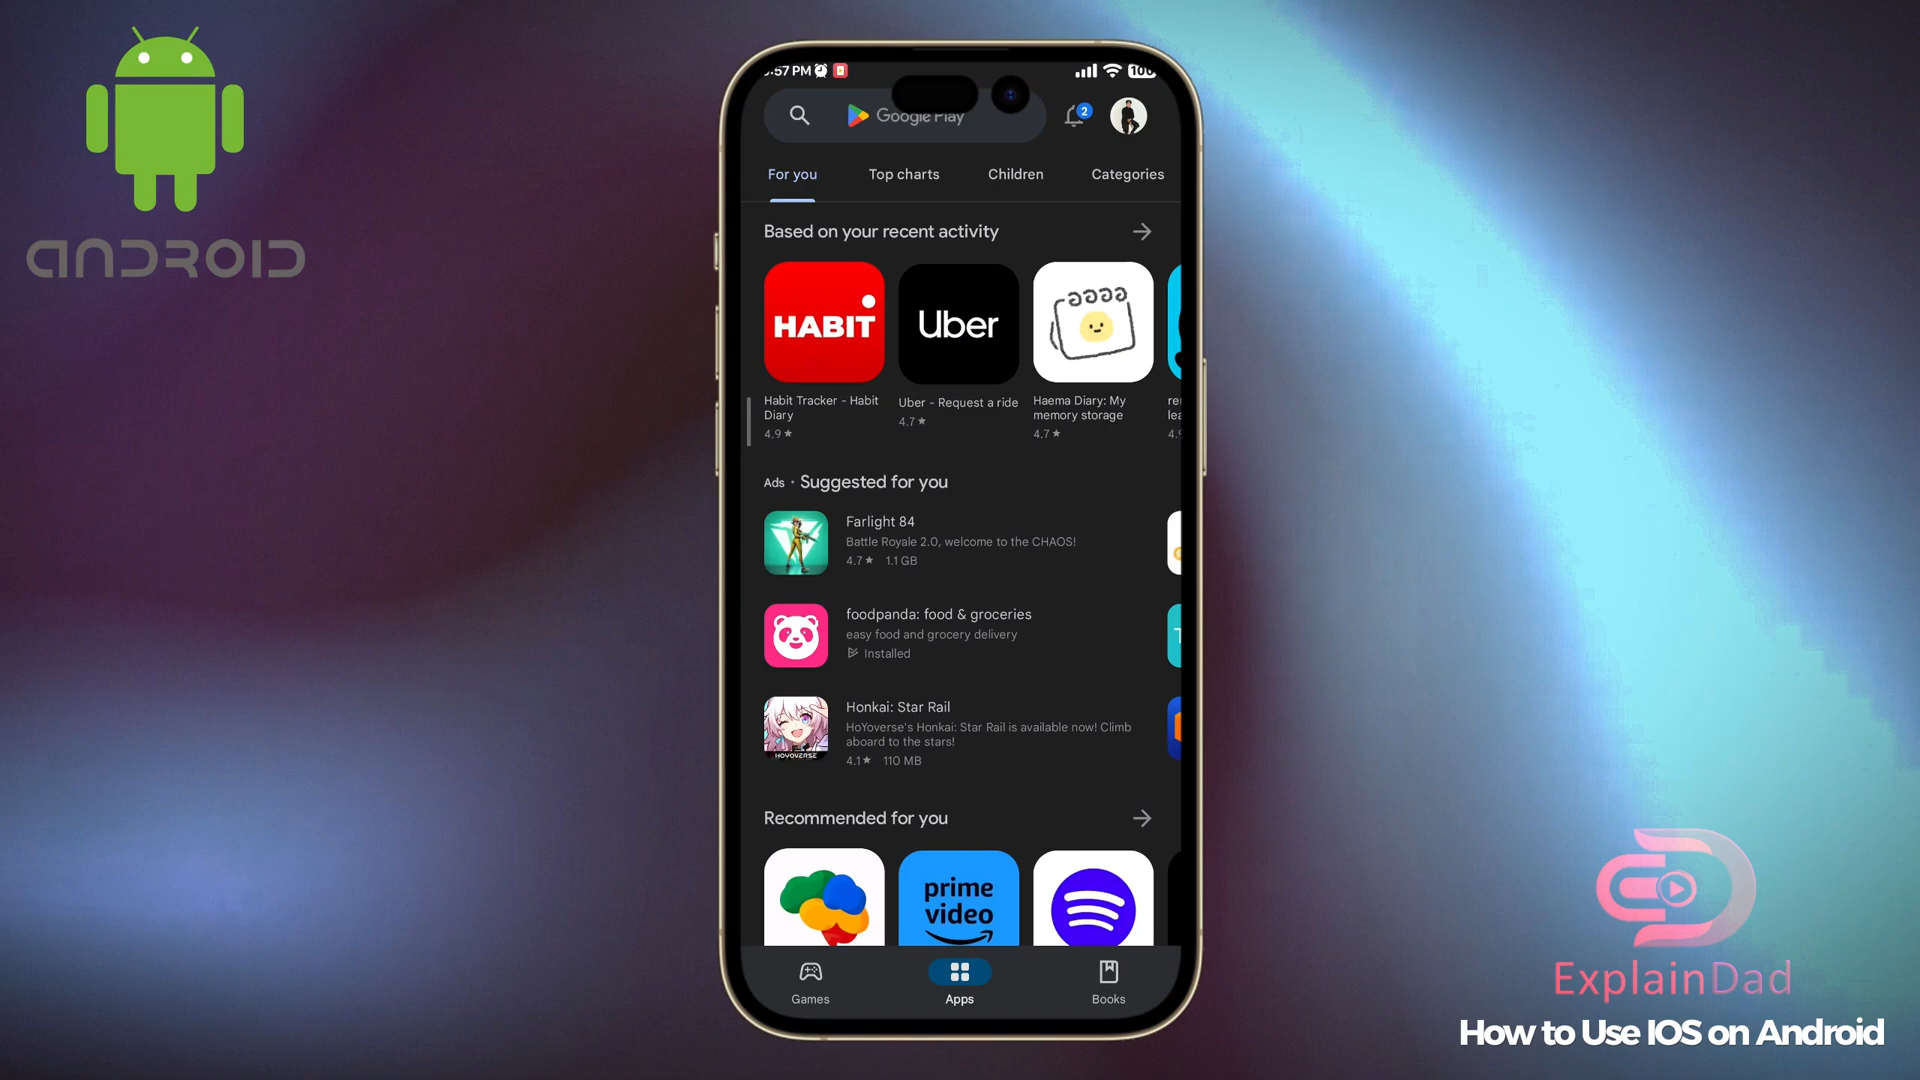 ANDROID
:57 PM
100
Google Play
2
For you
Top charts
Children
Categories
Based on your recent activity
HABIT
Uber
Habit Tracker - Habit
Diary
4.9★
Uber - Request a ride
4.7★
Haema Diary: My
memory storage
4.7★
Ads • Suggested for you
Farlight 84
Battle Royale 2.0, welcome to the CHAOS!
4.7★ 1.1 GB
foodpanda: food & groceries
easy food and grocery delivery
Installed
Honkai: Star Rail
HoYoverse's Honkai: Star Rail is available now! Climb
aboard to the stars!
4.1★ 110 MB
HOYOVERSE
Recommended for you
prime
video
Games
Apps
Books
ExplainDad
How to Use IOS on Android